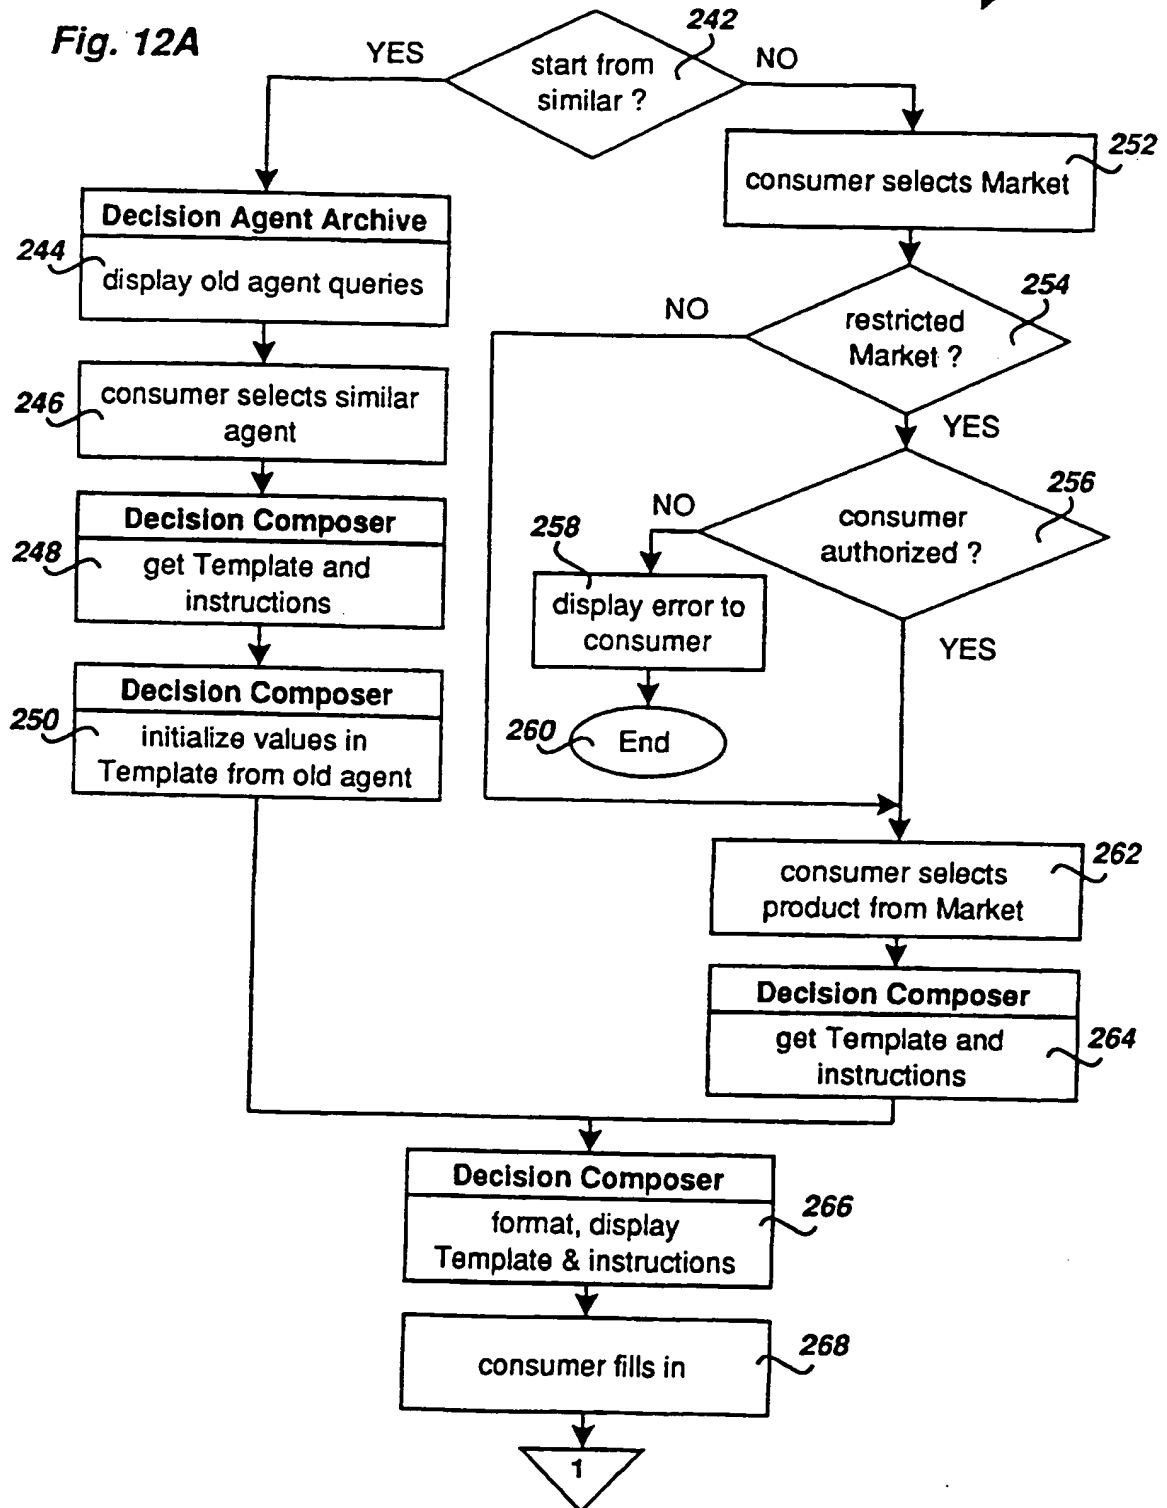 Fig. 12A
242
YES
start from
similar ?
NO
252
consumer selects Market
Decision Agent Archive
244
display old agent queries
254
NO
restricted
Market ?
YES
246
consumer selects similar
agent
256
NO
consumer
authorized ?
YES
Decision Composer
248
get Template and
instructions
258
display error to
consumer
260
End
Decision Composer
250
initialize values in
Template from old agent
262
consumer selects
product from Market
Decision Composer
264
get Template and
instructions
Decision Composer
266
format, display
Template & instructions
268
consumer fills in
1